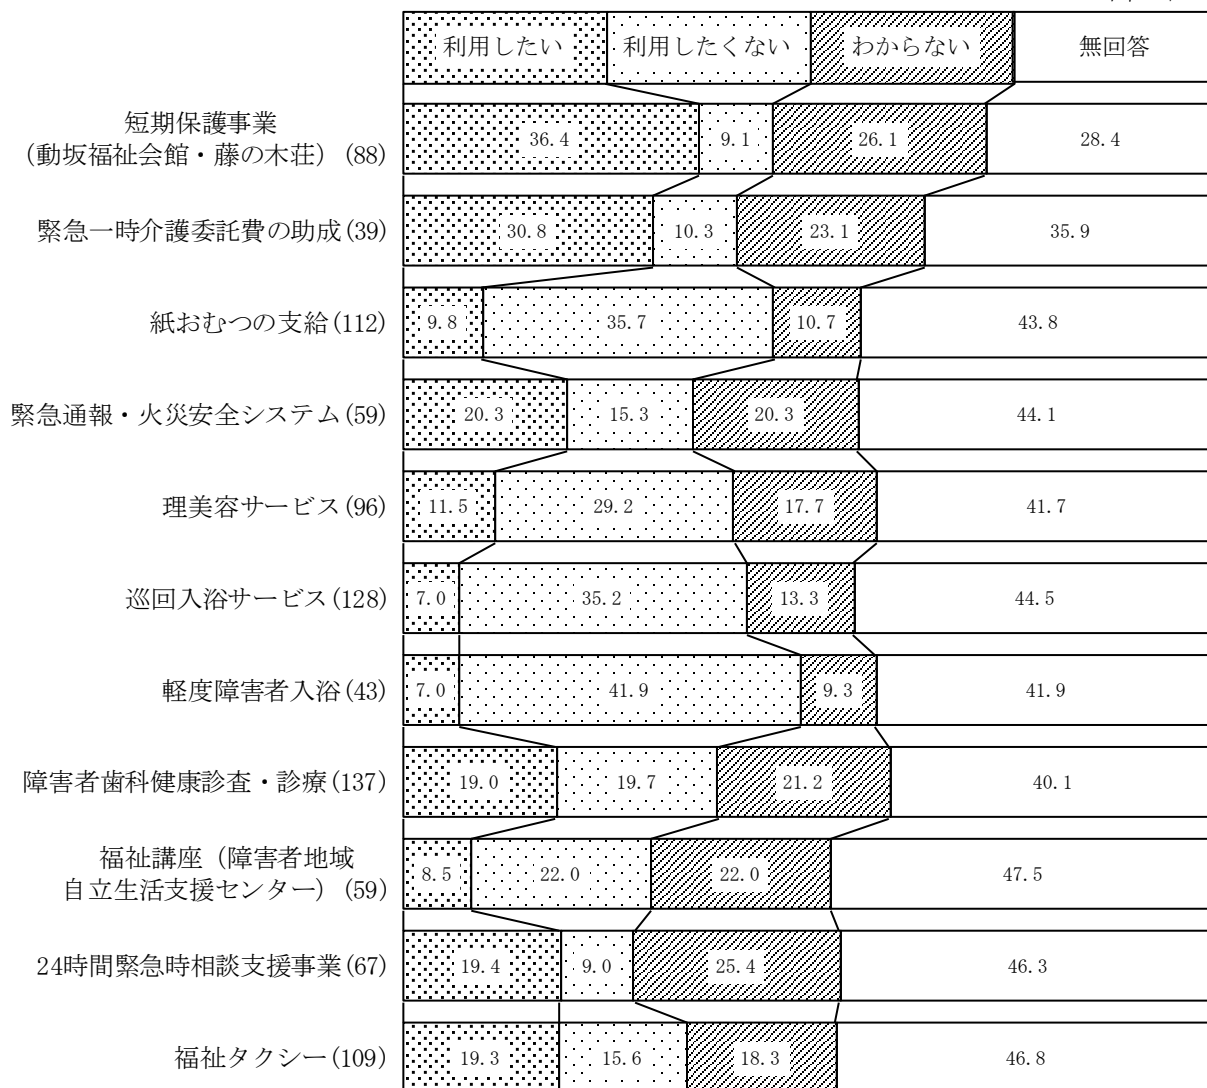 利用したい 利用したくない わからない 無回答
短期保護事業
（動坂福祉会館・藤の木荘）(88) 36.4 9.1 26.1 28.4
緊急一時介護委託費の助成(39) 30.8 10.3 23.1 35.9
紙おむつの支給(112) 9.8 35.7 10.7 43.8
緊急通報・火災安全システム(59) 20.3 15.3 20.3 44.1
理美容サービス(96) 11.5 29.2 17.7 41.7
巡回入浴サービス(128) 7.0 35.2 13.3 44.5
軽度障害者入浴(43) 7.0 41.9 9.3 41.9
障害者歯科健康診査・診療(137) 19.0 19.7 21.2 40.1
福祉講座（障害者地域
自立生活支援センター）(59) 8.5 22.0 22.0 47.5
24時間緊急時相談支援事業(67) 19.4 9.0 25.4 46.3
福祉タクシー(109) 19.3 15.6 18.3 46.8